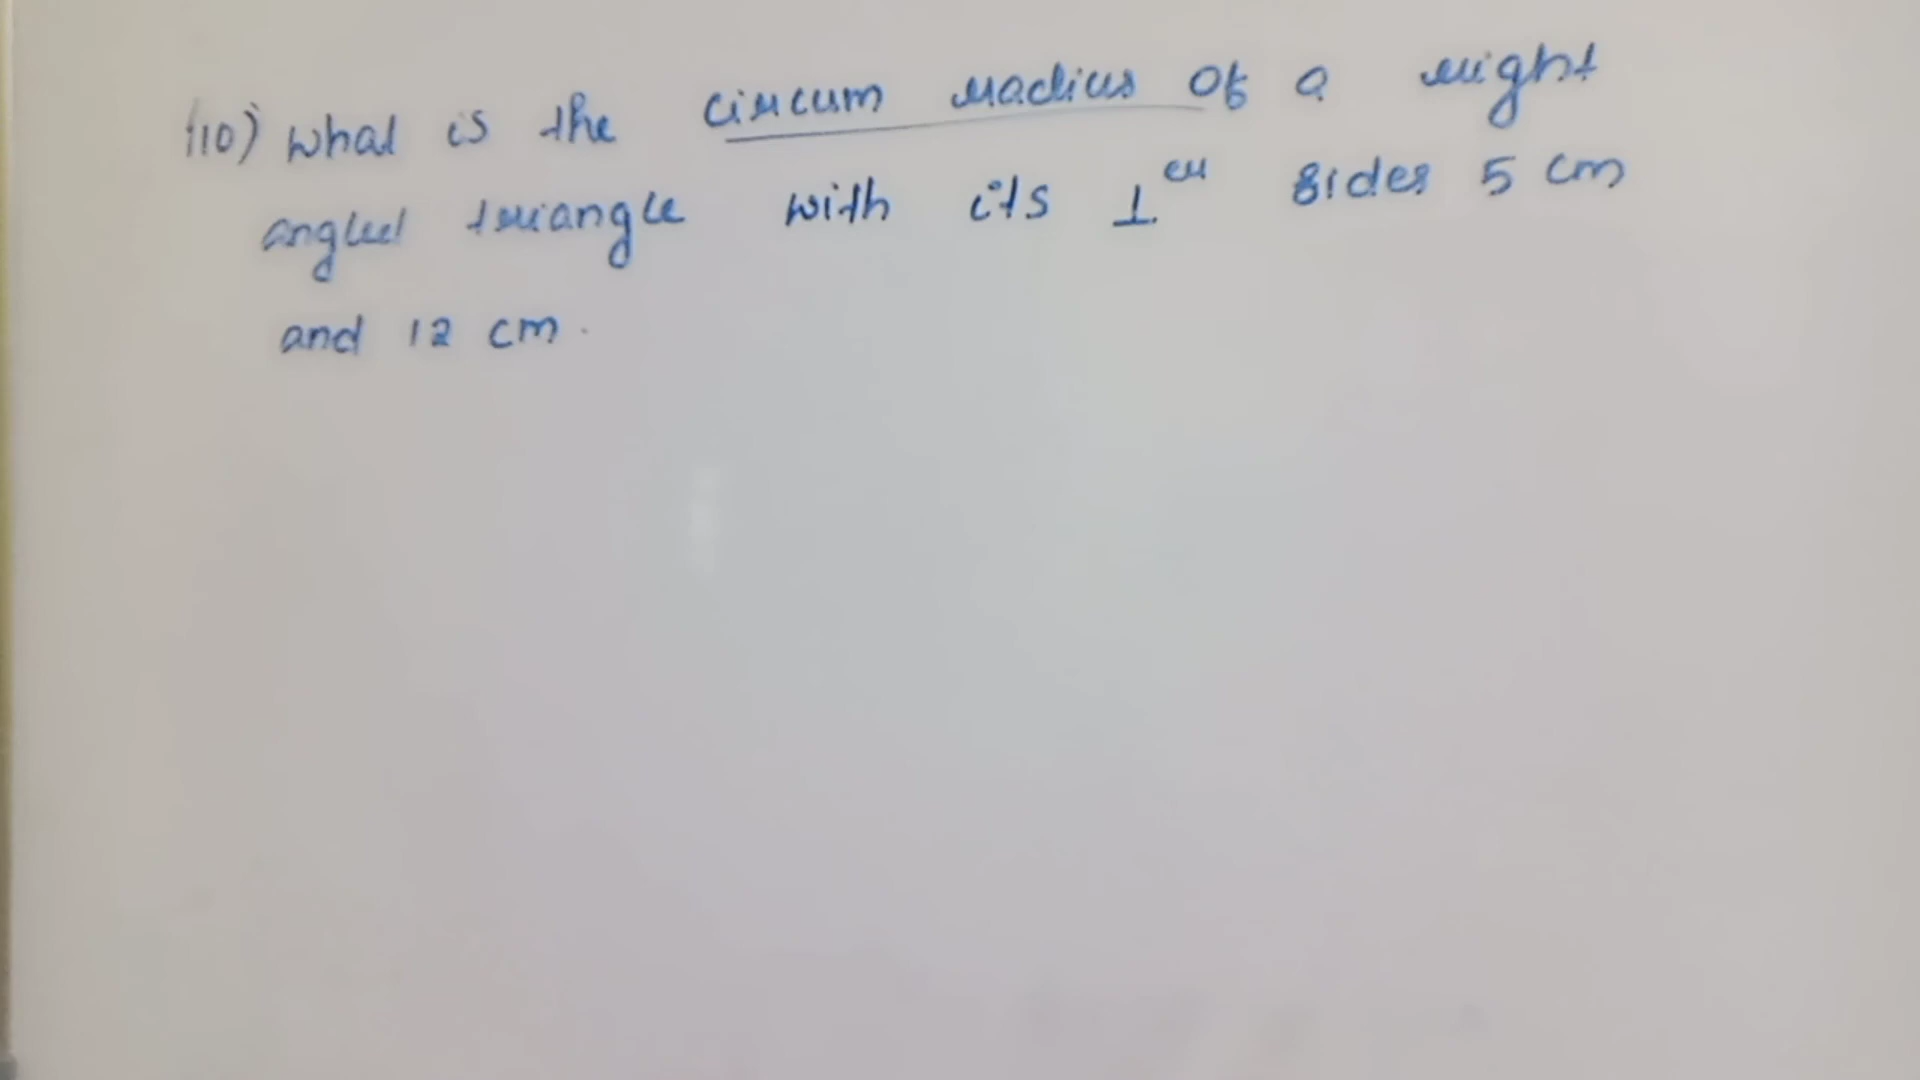 110) What is the circum radius of a right
angled triangle with its ⊥er sides 5 cm
and 12 cm.